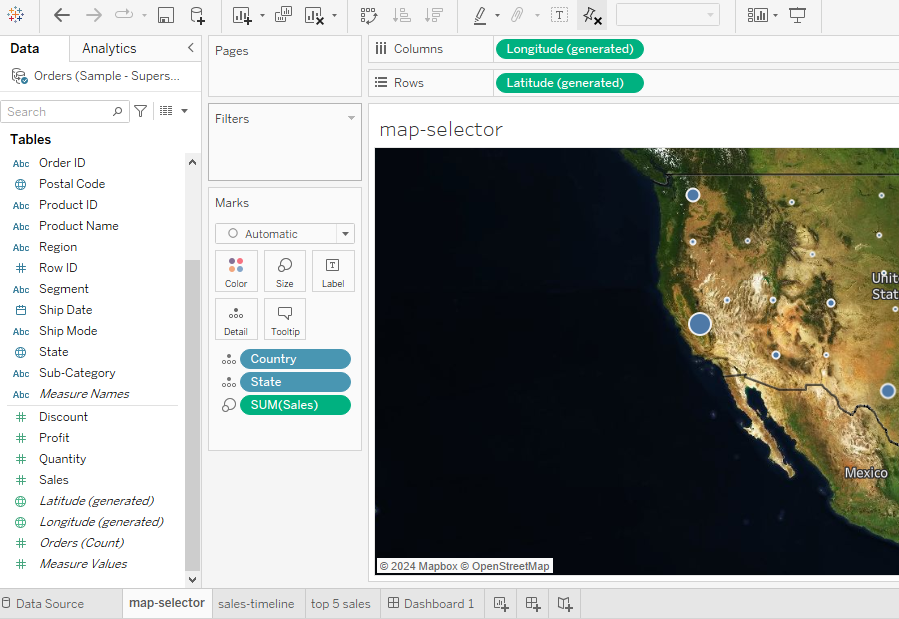 Data
Analytics
Orders (Sample - Supers...
Search
Tables
Abc Order ID
Postal Code
Abc Product ID
Abc Product Name
Abc Region
Row ID
Abc Segment
Ship Date
Abc Ship Mode
State
Abc Sub-Category
Abc Measure Names
Discount
Profit
Quantity
Sales
Latitude (generated)
Longitude (generated)
Orders (Count)
Measure Values
Pages
Filters
Marks
Automatic
Color Size Label
Detail Tooltip
Country
State
SUM(Sales)
Columns Longitude (generated)
Rows Latitude (generated)
map-selector
Unit
Stat
Mexico
© 2024 Mapbox © OpenStreetMap
Data Source map-selector sales-timeline top 5 sales Dashboard 1